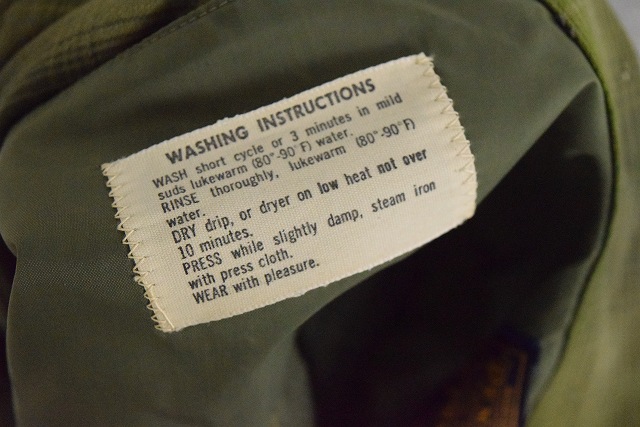 WASHING INSTRUCTIONS
WASH short cycle or 3 minutes in mild
suds lukewarm (80°-90°F) water.
RINSE thoroughly, lukewarm (80°-90°F)
water.
DRY drip, or dryer on low heat not over
10 minutes.
PRESS while slightly damp, steam iron
with press cloth.
WEAR with pleasure.